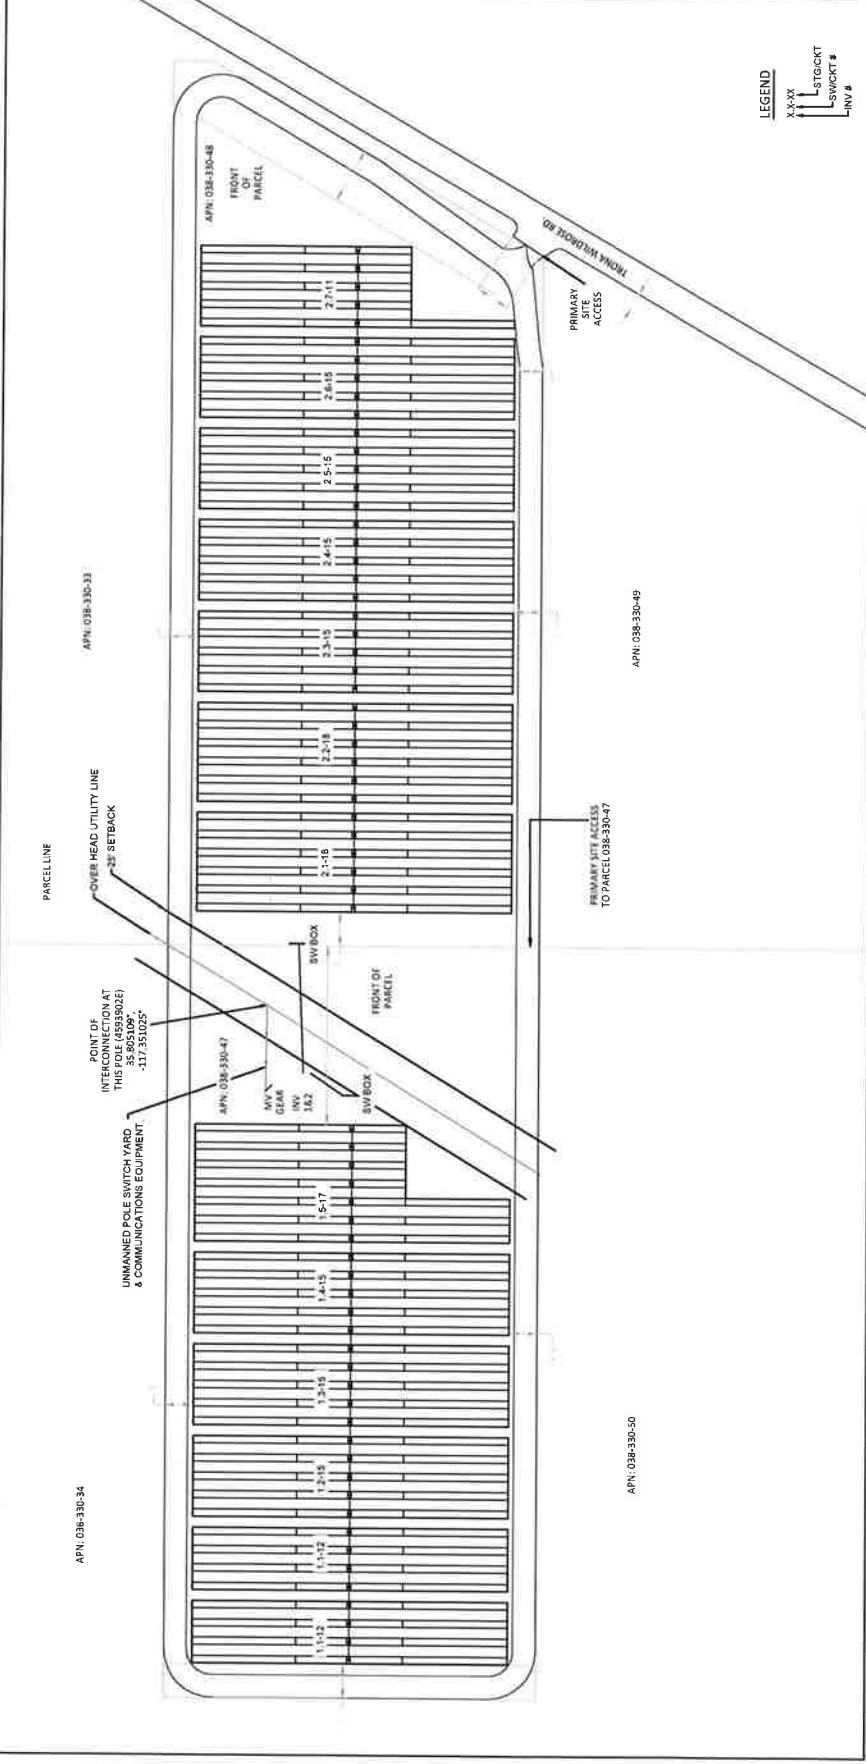 APN: 038-330-34
APN: 038-330-33
PARCEL LINE
OVER HEAD UTILITY LINE
25' SETBACK
POINT OF
INTERCONNECTION AT
THIS POLE (4593902E)
35.805109°,
-117.351025°
UNMANNED POLE SWITCH YARD
& COMMUNICATIONS EQUIPMENT.
APN: 038-330-47
MV
GEAR
INV
1&2
SW BOX
SW BOX
FRONT OF
PARCEL
APN: 038-330-48
FRONT
OF
PARCEL
1.1-12
1.1-12
1.2-15
1.3-15
1.4-15
1.5-17
2.1-18
2.2-18
2.3-15
2.4-15
2.5-15
2.6-15
2.7-11
PRIMARY SITE ACCESS
TO PARCEL 038-330-47
PRIMARY
SITE
ACCESS
TRONA WILDROSE RD.
APN: 038-330-50
APN: 038-330-49
LEGEND
X.X-XX
STG/CKT
SW/CKT #
INV #